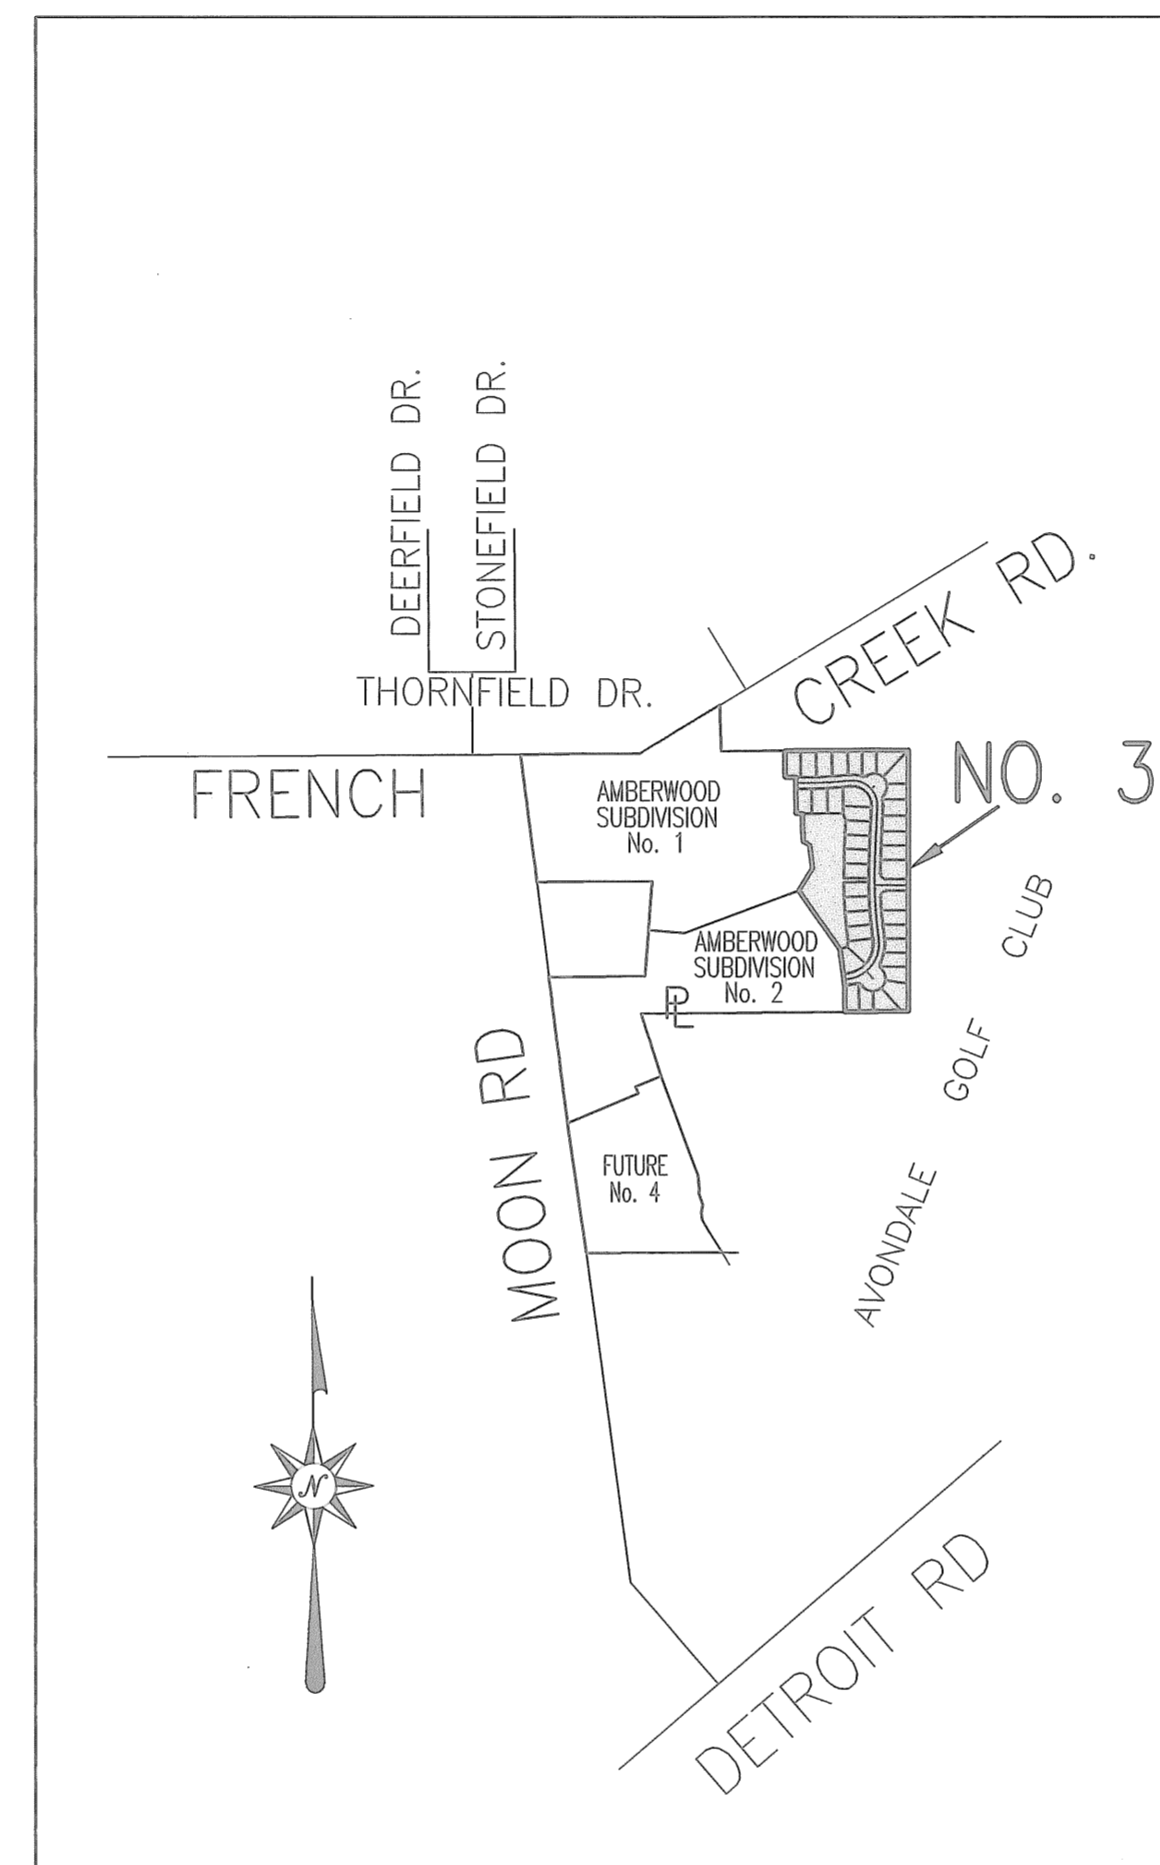 DEERFIELD DR.
STONEFIELD DR.
THORNFIELD DR.
CREEK RD.
FRENCH
NO. 3
AMBERWOOD
SUBDIVISION
No. 1
AMBERWOOD
SUBDIVISION
No. 2
PL
AVONDALE GOLF CLUB
MOON RD
FUTURE
No. 4
N
DETROIT RD